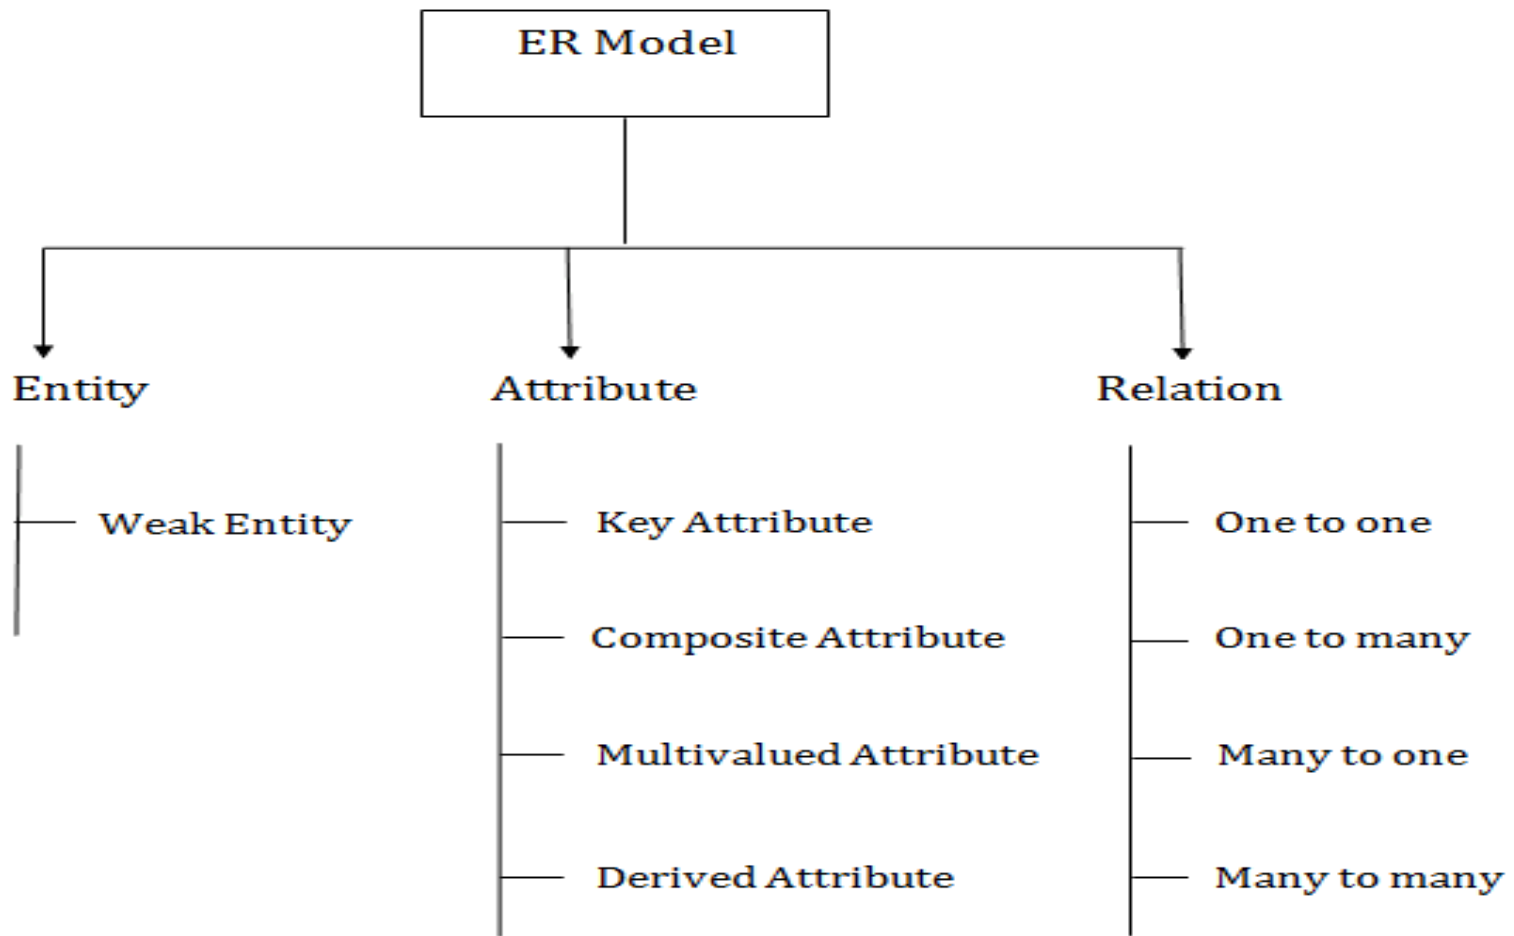 ER Model
Entity
Attribute
Relation
Weak Entity
Key Attribute
One to one
Composite Attribute
One to many
Multivalued Attribute
Many to one
Derived Attribute
Many to many